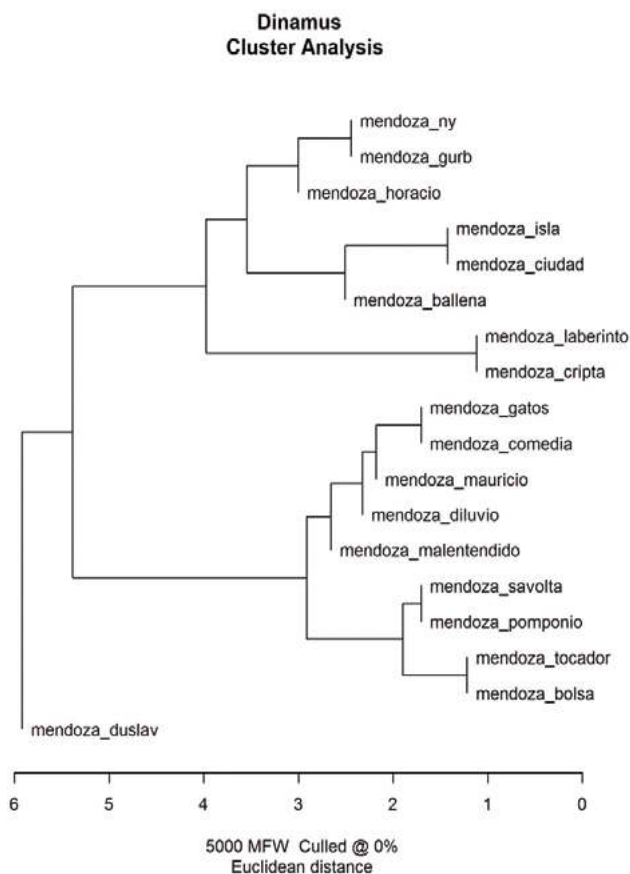 Dinamus
Cluster Analysis
mendoza_ny
mendoza_gurb
mendoza_horacio
mendoza_isla
mendoza_ciudad
mendoza_ballena
mendoza_laberinto
mendoza_cripta
mendoza_gatos
mendoza_comedia
mendoza_mauricio
mendoza_diluvio
mendoza_malentendido
mendoza_savolta
mendoza_pomponio
mendoza_tocador
mendoza_bolsa
mendoza_duslav
6 5 4 3 2 1 0
5000 MFW Culled @ 0%
Euclidean distance